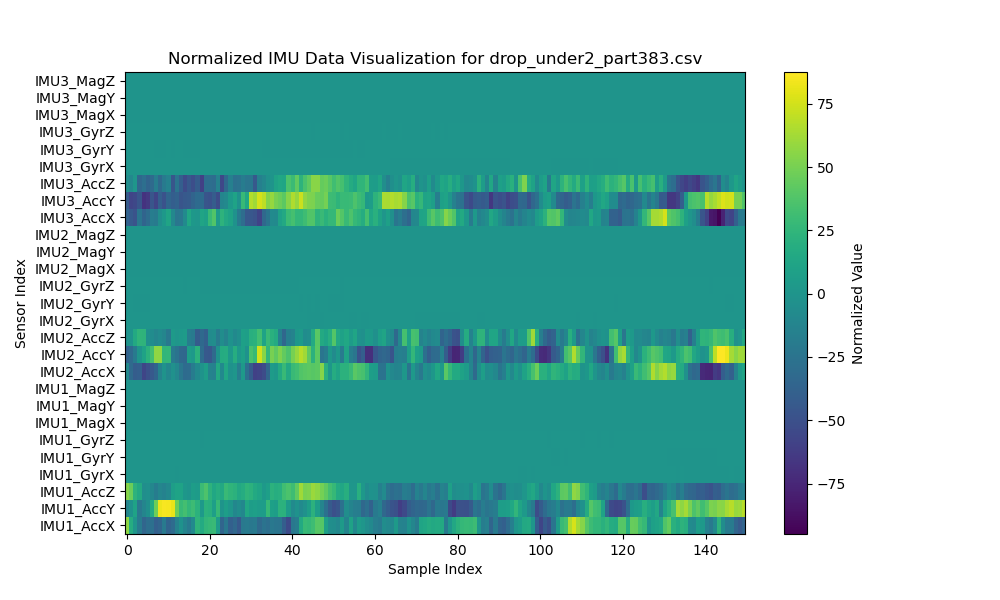 Normalized IMU Data Visualization for drop_under2_part383.csv
IMU3_MagZ
IMU3_MagY
IMU3_MagX
IMU3_GyrZ
IMU3_GyrY
IMU3_GyrX
IMU3_AccZ
IMU3_AccY
IMU3_AccX
IMU2_MagZ
IMU2_MagY
IMU2_MagX
IMU2_GyrZ
IMU2_GyrY
IMU2_GyrX
IMU2_AccZ
IMU2_AccY
IMU2_AccX
IMU1_MagZ
IMU1_MagY
IMU1_MagX
IMU1_GyrZ
IMU1_GyrY
IMU1_GyrX
IMU1_AccZ
IMU1_AccY
IMU1_AccX
Sensor Index
0 20 40 60 80 100 120 140
Sample Index
75
50
25
0
−25
−50
−75
Normalized Value